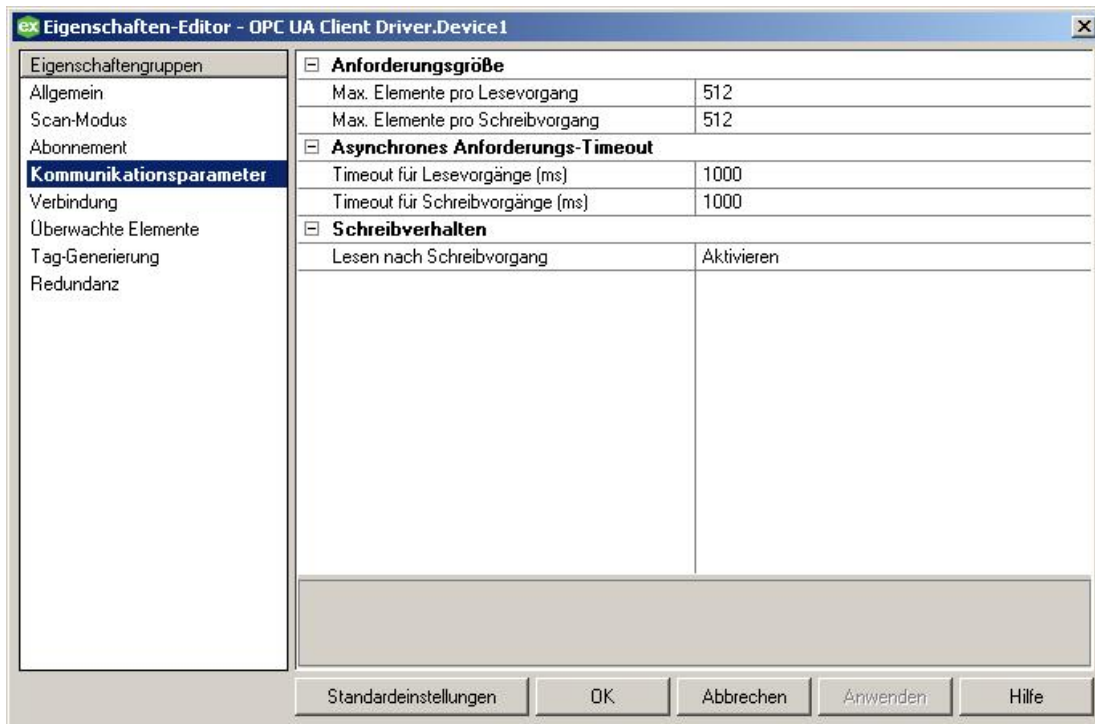 ex Eigenschaften-Editor - OPC UA Client Driver.Device1
Eigenschaftengruppen
Allgemein
Scan-Modus
Abonnement
Kommunikationsparameter
Verbindung
Überwachte Elemente
Tag-Generierung
Redundanz
Anforderungsgröße
Max. Elemente pro Lesevorgang 512
Max. Elemente pro Schreibvorgang 512
Asynchrones Anforderungs-Timeout
Timeout für Lesevorgänge (ms) 1000
Timeout für Schreibvorgänge (ms) 1000
Schreibverhalten
Lesen nach Schreibvorgang Aktivieren
Standardeinstellungen OK Abbrechen Anwenden Hilfe